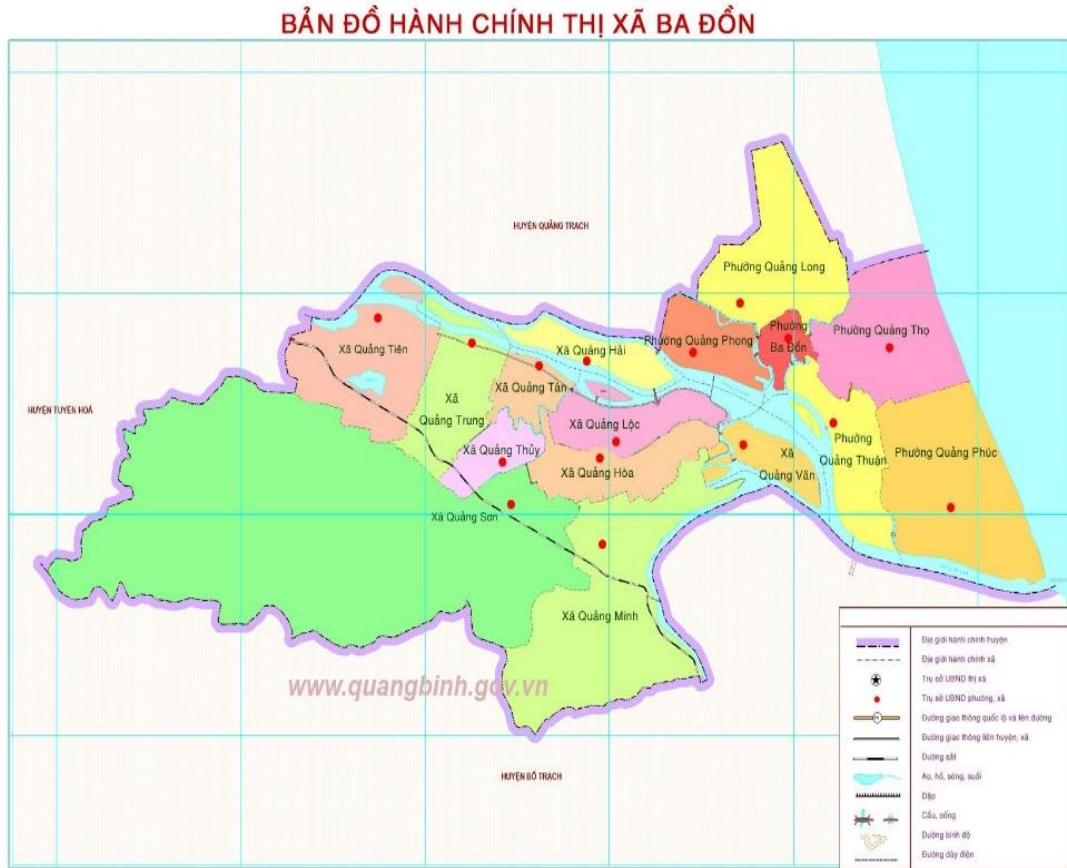 BẢN ĐỒ HÀNH CHÍNH THỊ XÃ BA ĐỒN
HUYỆN QUẢNG TRẠCH
Phường Quảng Long
Phường Quảng Thọ
Phường
Ba Đồn
Phường Quảng Phong
Xã Quảng Hải
Xã Quảng Tiên
Xã Quảng Tân
Xã
Quảng Trung
HUYỆN TUYÊN HOÁ
Xã Quảng Lộc
Xã Quảng Thủy
Xã Quảng Hòa
Xã
Quảng Văn
Phường
Quảng Thuận
Phường Quảng Phúc
Xã Quảng Sơn
Xã Quảng Minh
www.quangbinh.gov.vn
HUYỆN BỐ TRẠCH
Địa giới hành chính huyện
Địa giới hành chính xã
Trụ sở UBND thị xã
Trụ sở UBND phường, xã
Đường giao thông quốc lộ và tên đường
Đường giao thông liên huyện, xã
Đường sắt
Ao, hồ, sông, suối
Đập
Cầu, cống
Đường bình độ
Đường dây điện